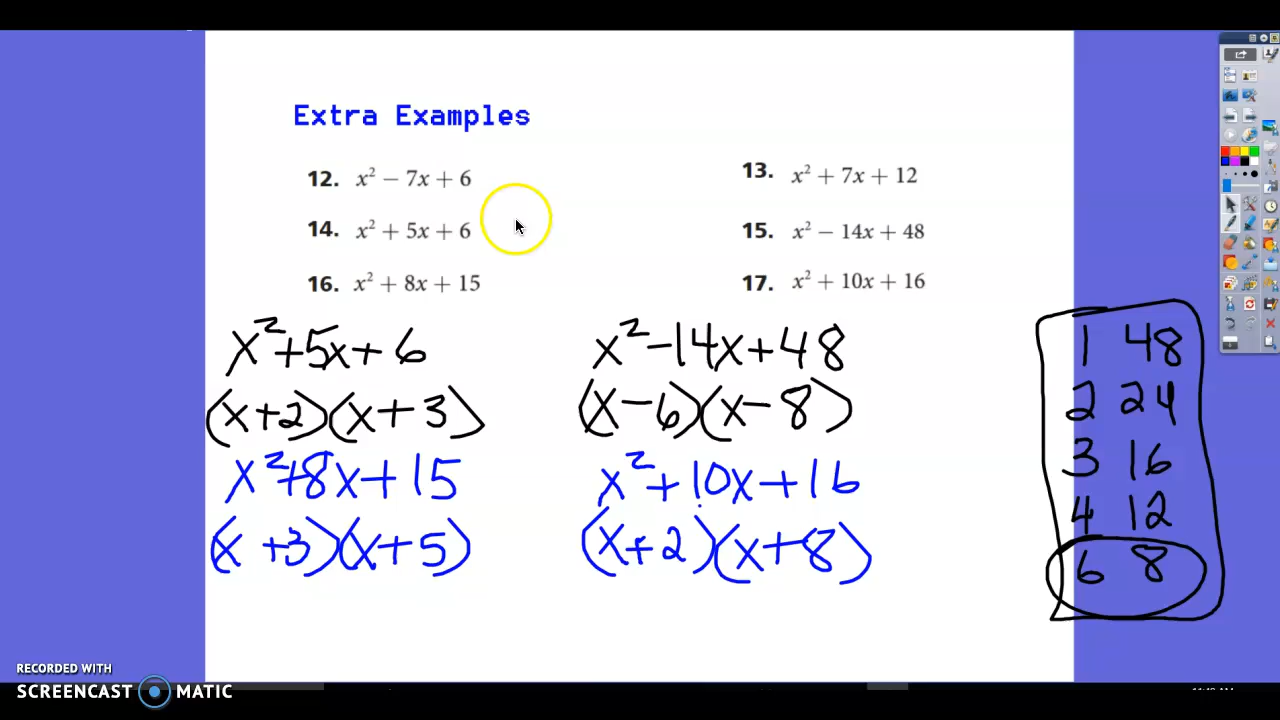 Extra Examples
12. x² − 7x + 6
13. x² + 7x + 12
14. x² + 5x + 6
15. x² − 14x + 48
16. x² + 8x + 15
17. x² + 10x + 16
x²+5x+6
x²−14x+48
(x+2)(x+3)
(x−6)(x−8)
x²+8x+15
x²+10x+16
(x+3)(x+5)
(x+2)(x+8)
1 48
2 24
3 16
4 12
6 8
RECORDED WITH
SCREENCAST MATIC